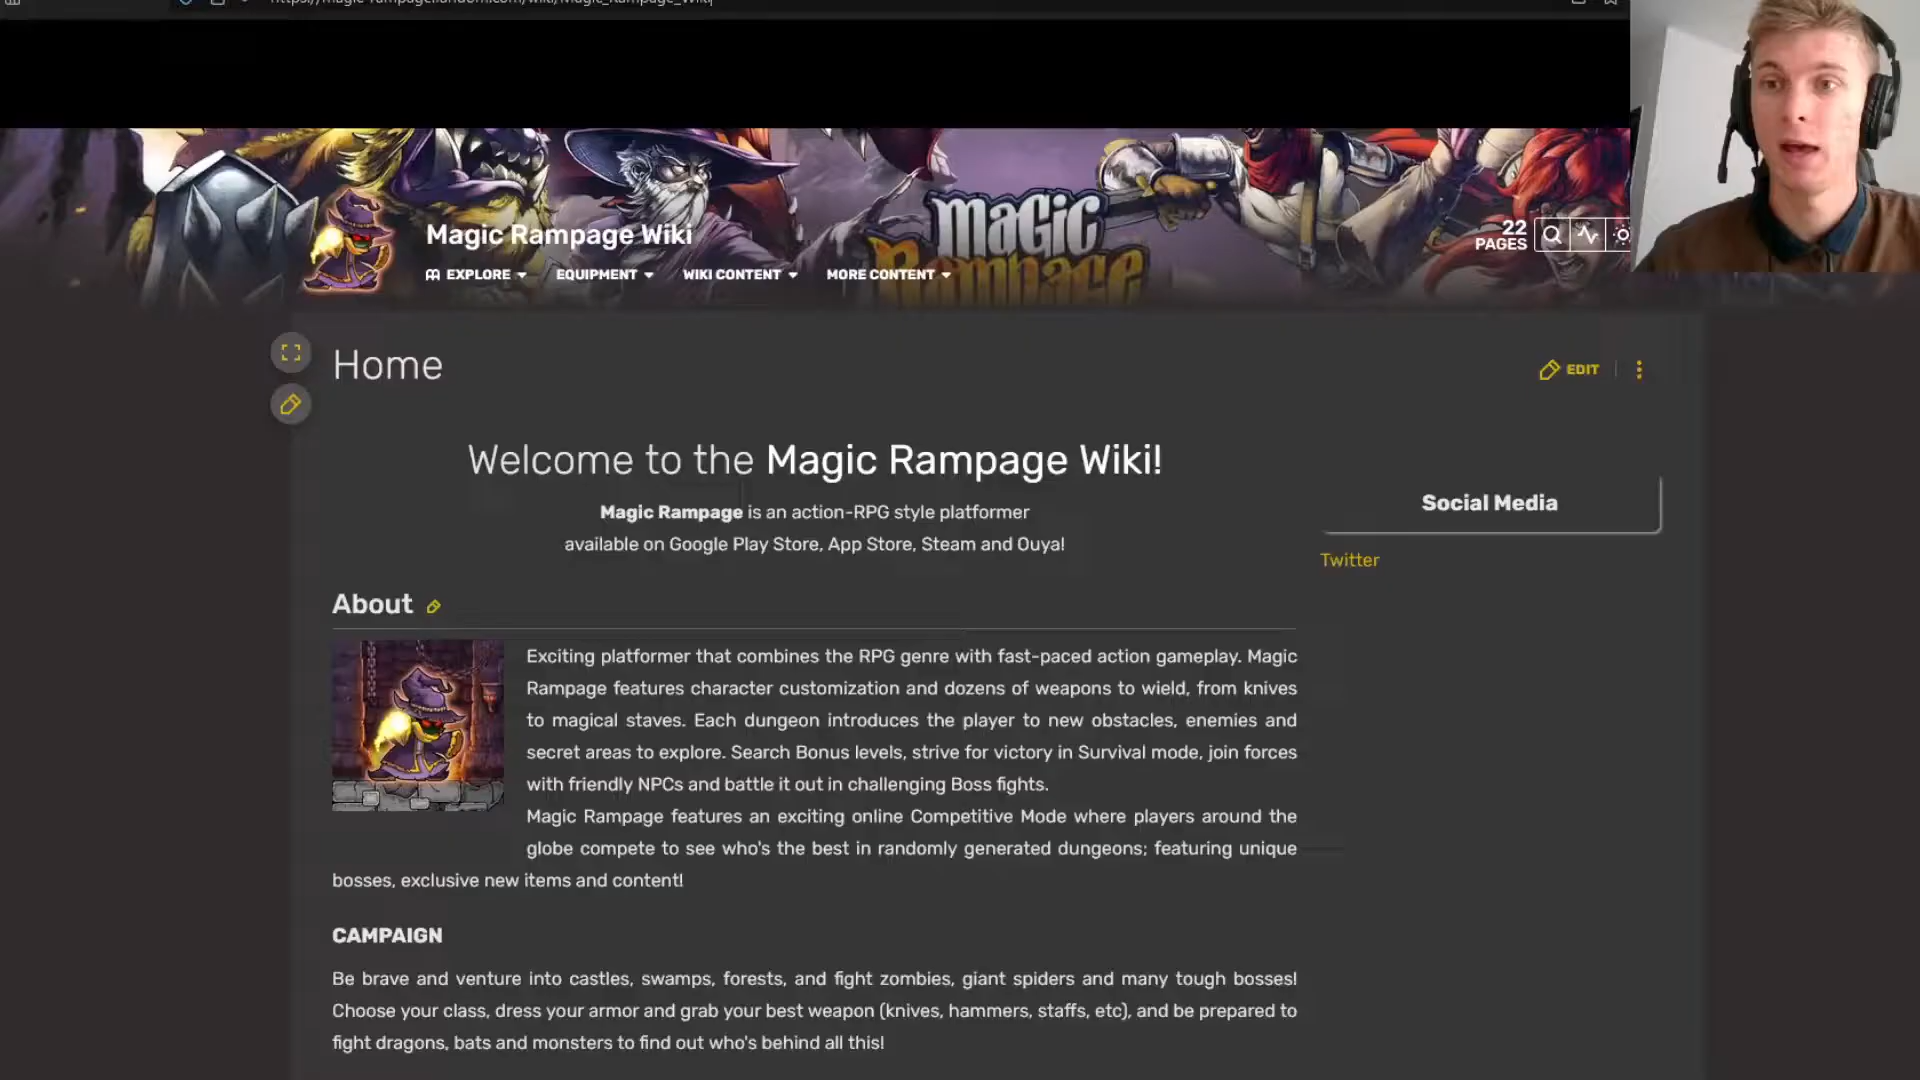 https://magic-rampage.fandom.com/wiki/Magic_Rampage_Wiki
Magic Rampage Wiki
EXPLORE
EQUIPMENT
WIKI CONTENT
MORE CONTENT
MAGIC
RAMPAGE
22
PAGES
Home
EDIT
Welcome to the Magic Rampage Wiki!
Magic Rampage is an action-RPG style platformer
available on Google Play Store, App Store, Steam and Ouya!
Social Media
Twitter
About
Exciting platformer that combines the RPG genre with fast-paced action gameplay. Magic
Rampage features character customization and dozens of weapons to wield, from knives
to magical staves. Each dungeon introduces the player to new obstacles, enemies and
secret areas to explore. Search Bonus levels, strive for victory in Survival mode, join forces
with friendly NPCs and battle it out in challenging Boss fights.
Magic Rampage features an exciting online Competitive Mode where players around the
globe compete to see who's the best in randomly generated dungeons; featuring unique
bosses, exclusive new items and content!
CAMPAIGN
Be brave and venture into castles, swamps, forests, and fight zombies, giant spiders and many tough bosses!
Choose your class, dress your armor and grab your best weapon (knives, hammers, staffs, etc), and be prepared to
fight dragons, bats and monsters to find out who's behind all this!